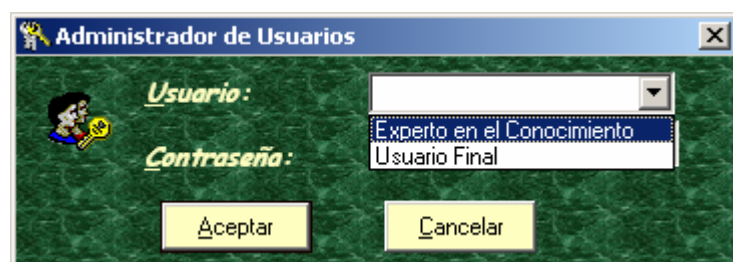 Administrador de Usuarios
Usuario:
Experto en el Conocimiento
Usuario Final
Contraseña:
Aceptar
Cancelar